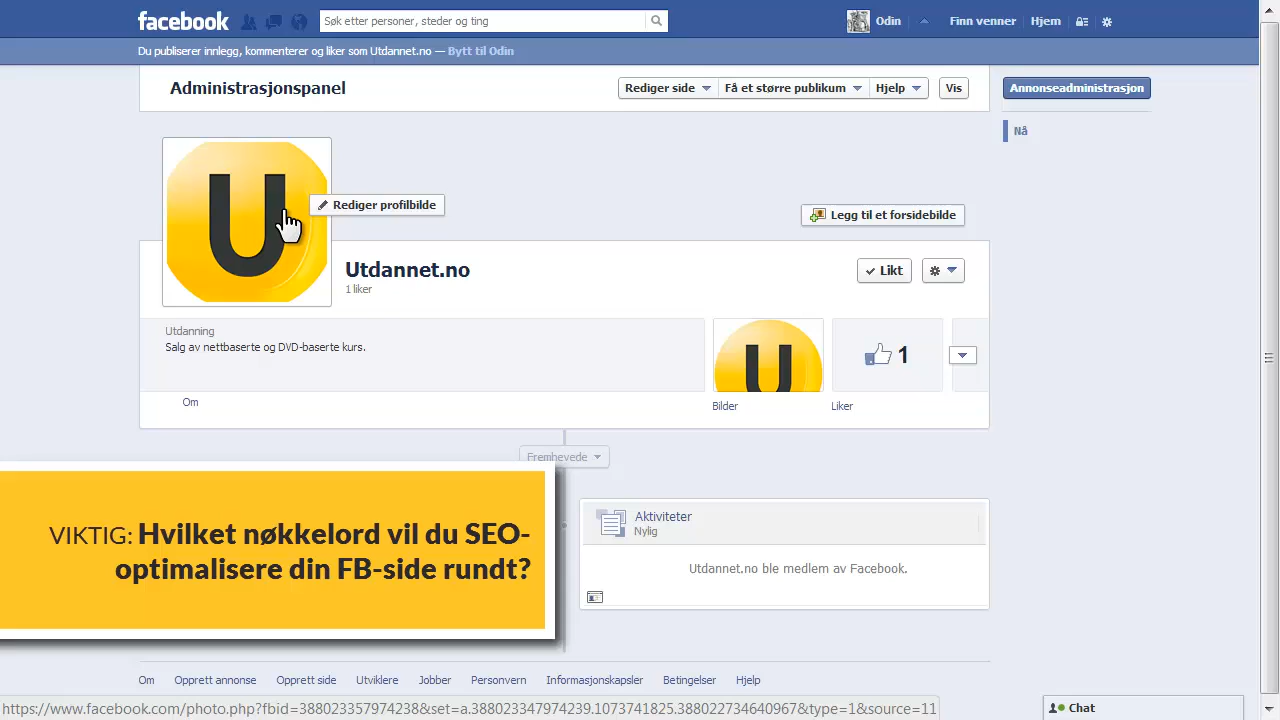 facebook
Søk etter personer, steder og ting
Odin
Finn venner
Hjem
Du publiserer innlegg, kommenterer og liker som Utdannet.no — Bytt til Odin
Administrasjonspanel
Rediger side
Få et større publikum
Hjelp
Vis
Annonseadministrasjon
Nå
U
Rediger profilbilde
Legg til et forsidebilde
Utdannet.no
1 liker
Likt
Utdanning
Salg av nettbaserte og DVD-baserte kurs.
U
1
Om
Bilder
Liker
Fremhevede
VIKTIG: Hvilket nøkkelord vil du SEO-
optimalisere din FB-side rundt?
Aktiviteter
Nylig
Utdannet.no ble medlem av Facebook.
Om Opprett annonse Opprett side Utviklere Jobber Personvern Informasjonskapsler Betingelser Hjelp
https://www.facebook.com/photo.php?fbid=388023357974238&set=a.388023347974239.1073741825.388022734640967&type=1&source=11
Chat